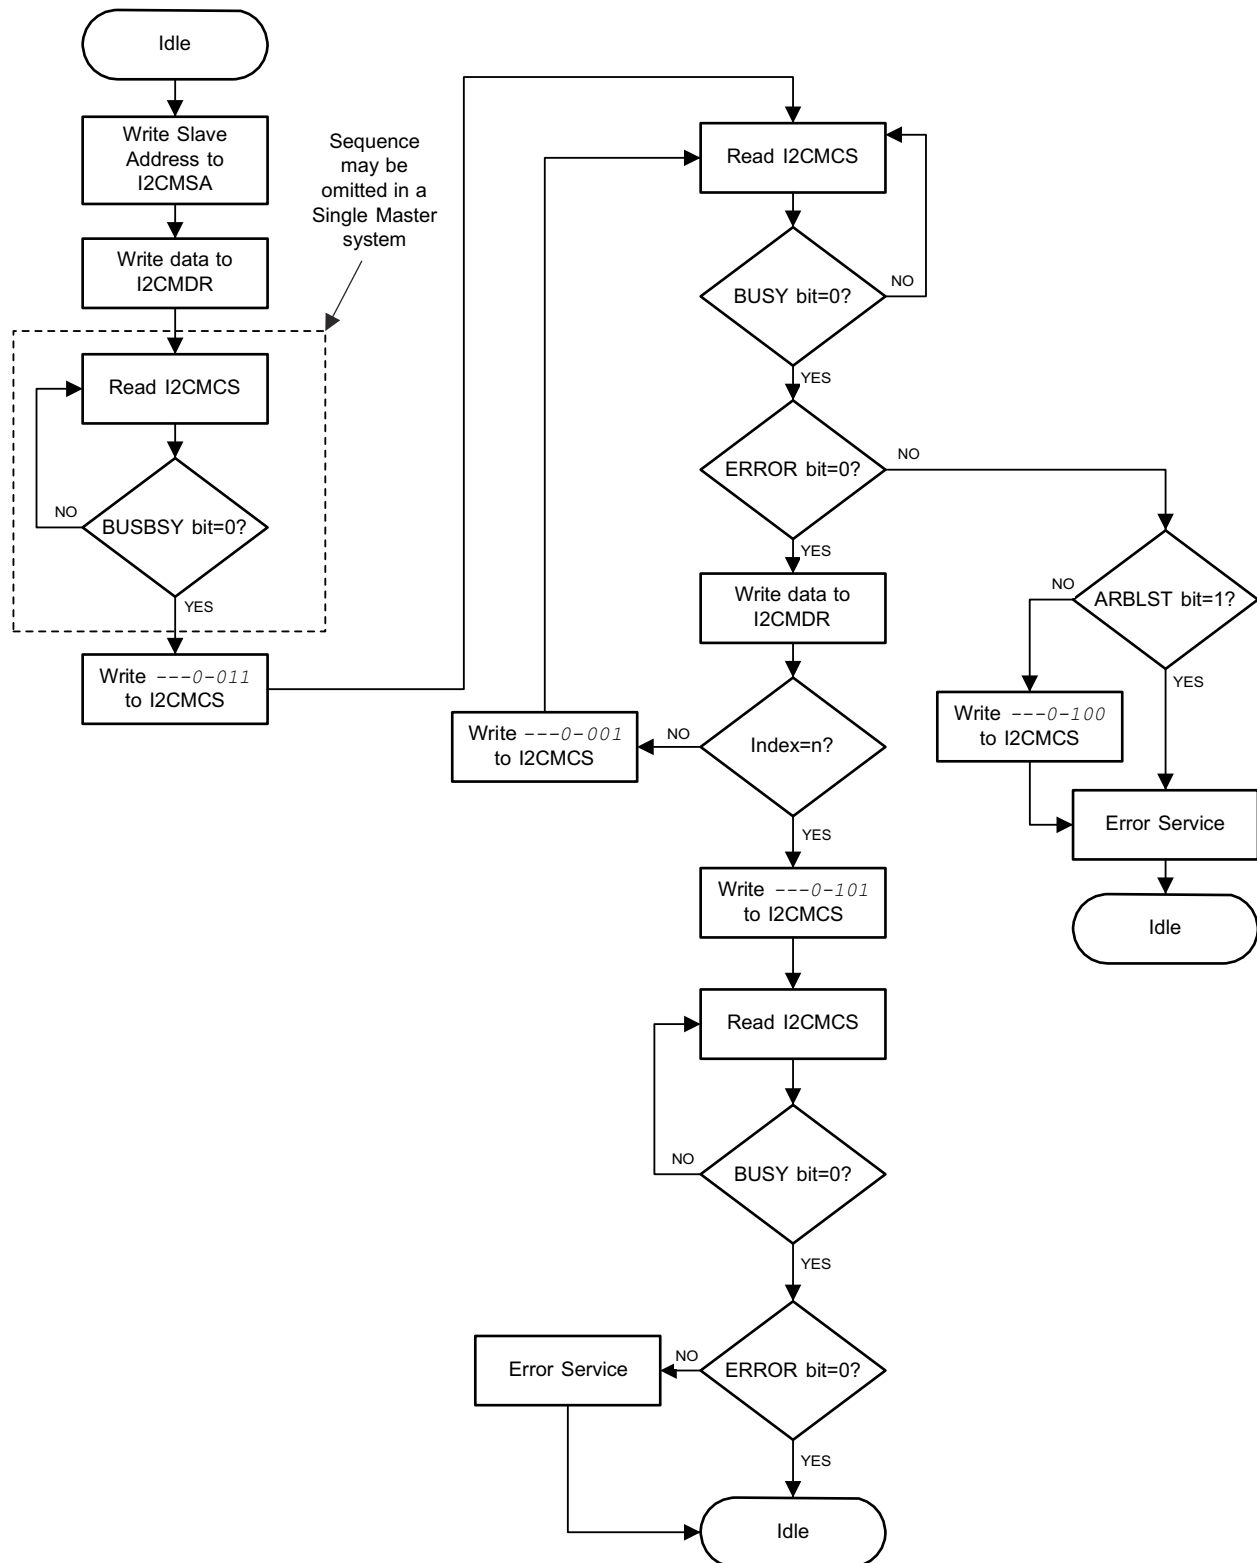 Idle
Write Slave
Address to
I2CMSA
Write data to
I2CMDR
Sequence
may be
omitted in a
Single Master
system
Read I2CMCS
BUSBSY bit=0?
NO
YES
Write ---0-011
to I2CMCS
Read I2CMCS
BUSY bit=0?
NO
YES
ERROR bit=0?
NO
YES
Write data to
I2CMDR
Index=n?
NO
Write ---0-001
to I2CMCS
YES
ARBLST bit=1?
NO
YES
Write ---0-100
to I2CMCS
Error Service
Idle
Write ---0-101
to I2CMCS
Read I2CMCS
BUSY bit=0?
NO
YES
ERROR bit=0?
NO
Error Service
YES
Idle